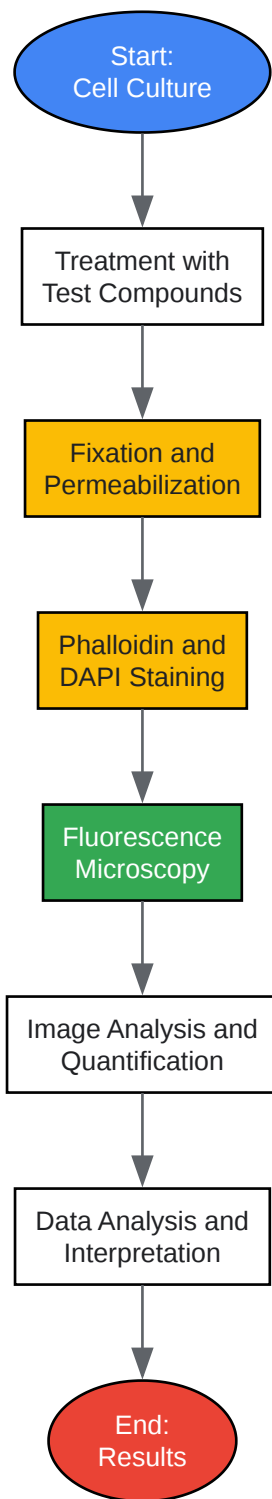 Start:
Cell Culture
Treatment with
Test Compounds
Fixation and
Permeabilization
Phalloidin and
DAPI Staining
Fluorescence
Microscopy
Image Analysis and
Quantification
Data Analysis and
Interpretation
End:
Results